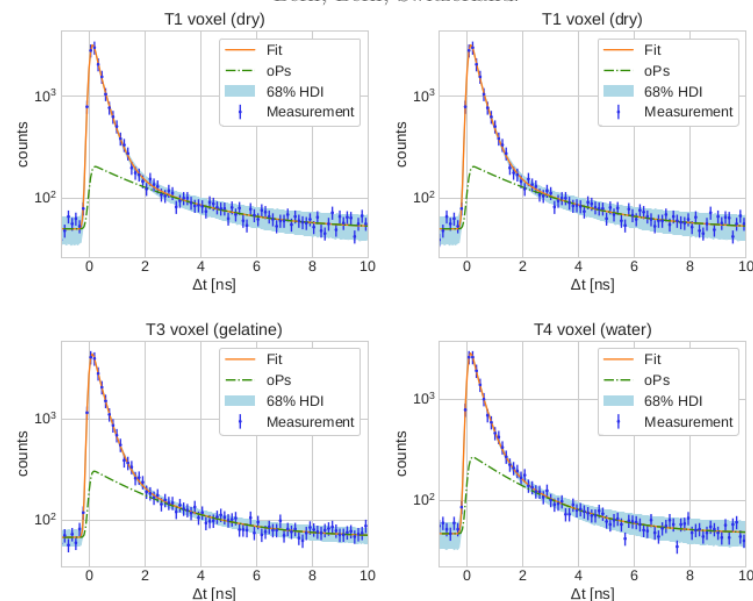 T1 voxel (dry)
Fit
oPs
68% HDI
Measurement
10³
10²
counts
0 2 4 6 8 10
Δt [ns]
T1 voxel (dry)
Fit
oPs
68% HDI
Measurement
10³
10²
counts
0 2 4 6 8 10
Δt [ns]
T3 voxel (gelatine)
Fit
oPs
68% HDI
Measurement
10³
10²
counts
0 2 4 6 8 10
Δt [ns]
T4 voxel (water)
Fit
oPs
68% HDI
Measurement
10³
10²
counts
0 2 4 6 8 10
Δt [ns]